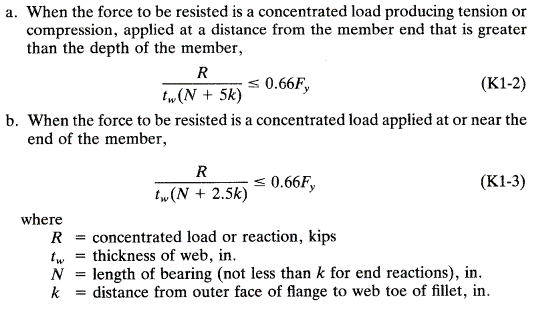 a. When the force to be resisted is a concentrated load producing tension or
compression, applied at a distance from the member end that is greater
than the depth of the member,
R / t_w(N + 5k) ≤ 0.66F_y (K1-2)
b. When the force to be resisted is a concentrated load applied at or near the
end of the member,
R / t_w(N + 2.5k) ≤ 0.66F_y (K1-3)
where
R = concentrated load or reaction, kips
t_w = thickness of web, in.
N = length of bearing (not less than k for end reactions), in.
k = distance from outer face of flange to web toe of fillet, in.